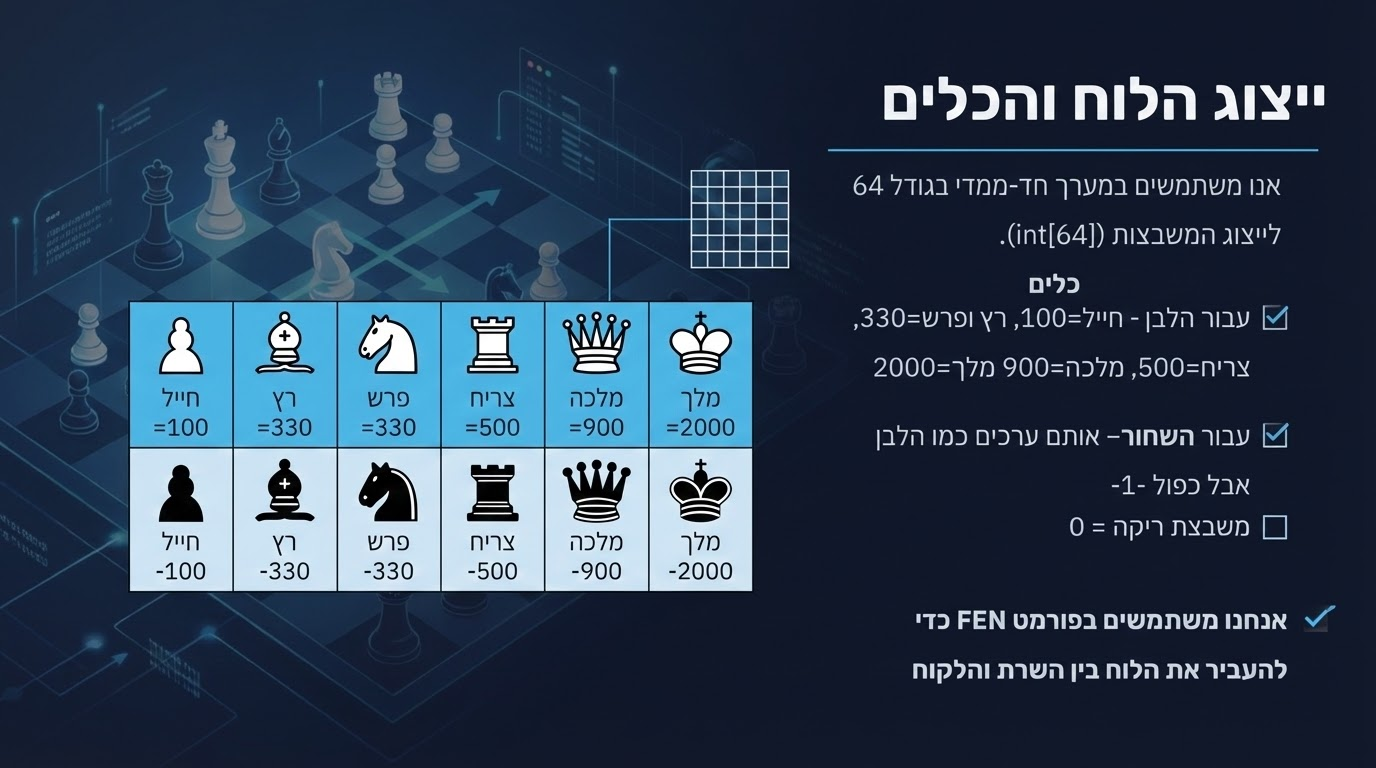 ייצוג הלוח והכלים
אנו משתמשים במערך חד-ממדי בגודל 64
לייצוג המשבצות (int[64]).
כלים
עבור הלבן - חייל=100, רץ ופרש=330,
צריח=500, מלכה=900 מלך=2000
עבור השחור– אותם ערכים כמו הלבן
אבל כפול -1-
משבצת ריקה = 0
אנחנו משתמשים בפורמט FEN כדי
להעביר את הלוח בין השרת והלקוח
מלך מלכה צריח פרש רץ חייל
=2000 =900 =500 =330 =330 =100
מלך מלכה צריח פרש רץ חייל
-2000 -900 -500 -330 -330 -100